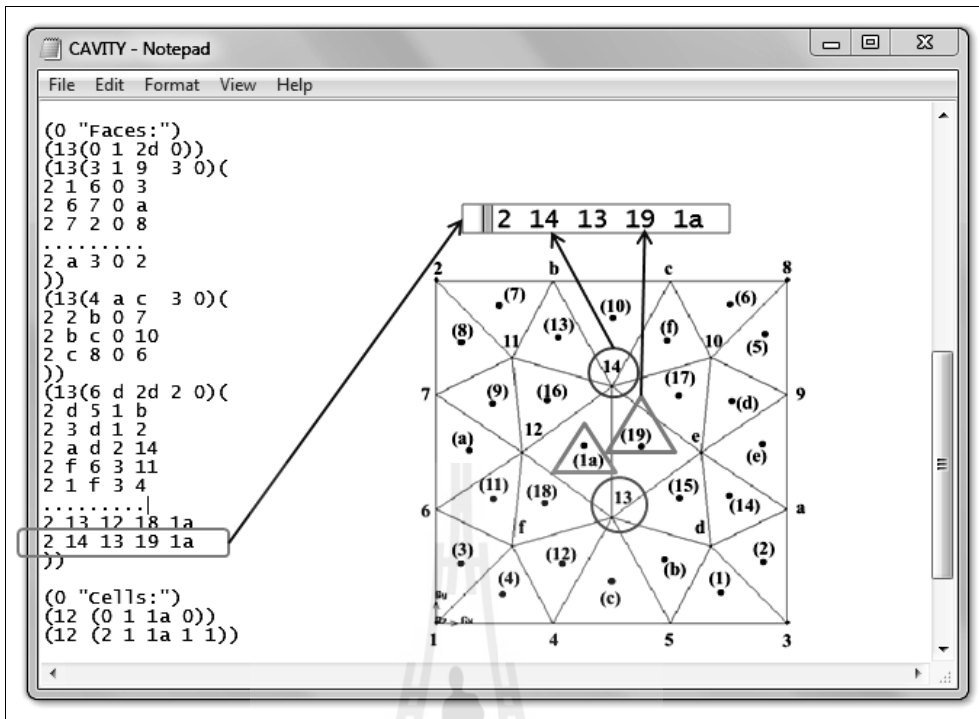 CAVITY - Notepad
File Edit Format View Help
(0 "Faces:")
(13(0 1 2d 0))
(13(3 1 9  3 0)(
2 1 6 0 3
2 6 7 0 a
2 7 2 0 8
.........
2 a 3 0 2
))
(13(4 a c  3 0)(
2 2 b 0 7
2 b c 0 10
2 c 8 0 6
))
(13(6 d 2d 2 0)(
2 d 5 1 b
2 3 d 1 2
2 a d 2 14
2 f 6 3 11
2 1 f 3 4
.........
2 13 12 18 1a
2 14 13 19 1a
))
(0 "Cells:")
(12 (0 1 1a 0))
(12 (2 1 1a 1 1))
2 14 13 19 1a
2 b c 8
(7) (10) (6)
(8) (13) (f) (5)
11 10
14
7 (9) (16) (17) (d) 9
12 (19) e
(a) (1a) (e)
(11) (18) 13 (15) (14)
6 f d a
(3) (12) (b) (2)
(4) (c) (1)
1 4 5 3